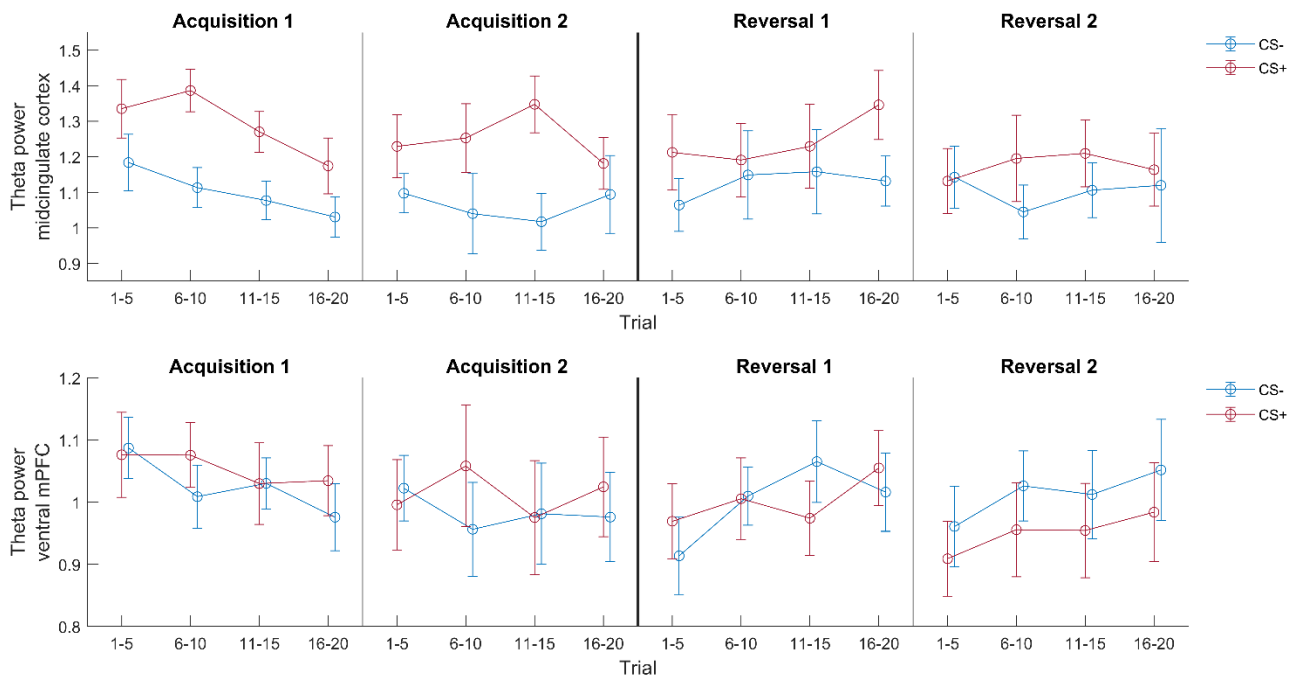 Acquisition 1 Acquisition 2 Reversal 1 Reversal 2
CS-
CS+
Theta power
midcingulate cortex
1.5
1.4
1.3
1.2
1.1
1
0.9
1-5 6-10 11-15 16-20 1-5 6-10 11-15 16-20 1-5 6-10 11-15 16-20 1-5 6-10 11-15 16-20
Trial
Acquisition 1 Acquisition 2 Reversal 1 Reversal 2
CS-
CS+
Theta power
ventral mPFC
1.2
1.1
1
0.9
0.8
1-5 6-10 11-15 16-20 1-5 6-10 11-15 16-20 1-5 6-10 11-15 16-20 1-5 6-10 11-15 16-20
Trial